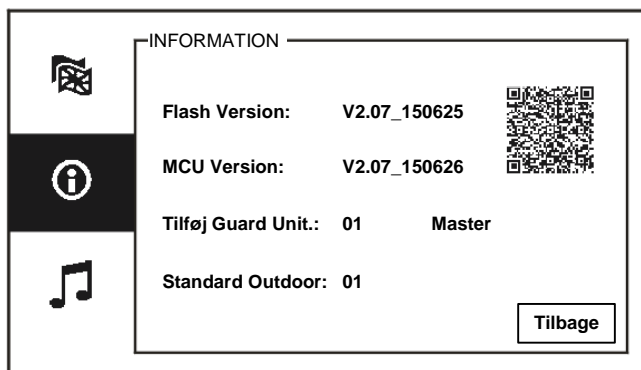 INFORMATION
Flash Version: V2.07_150625
MCU Version: V2.07_150626
Tilføj Guard Unit.: 01 Master
Standard Outdoor: 01
Tilbage